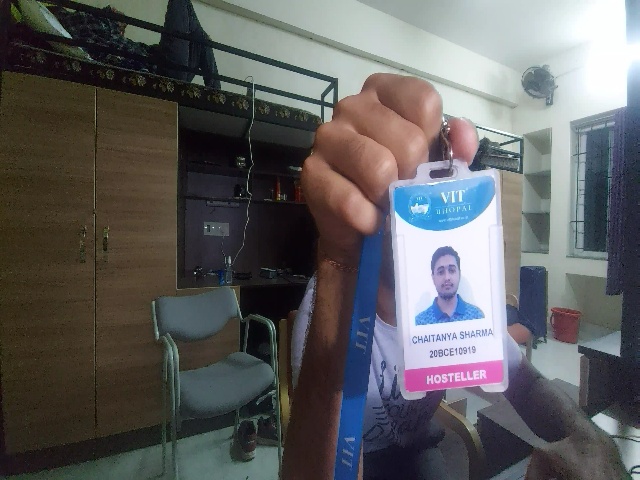 VIT
BHOPAL
CHAITANYA SHARMA
20BCE10919
HOSTELLER
VIT
VIT